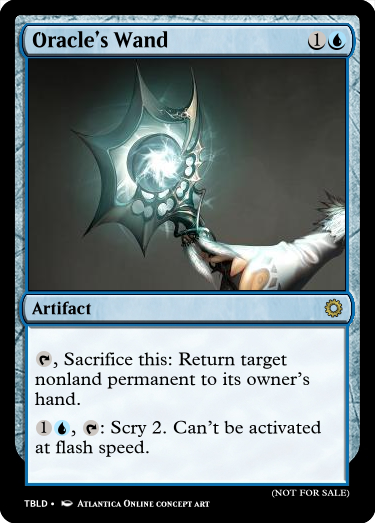 Oracle's Wand 1
Artifact
, Sacrifice this: Return target
nonland permanent to its owner's
hand.
1 , : Scry 2. Can't be activated
at flash speed.
(NOT FOR SALE)
TBLD • Atlantica Online concept art